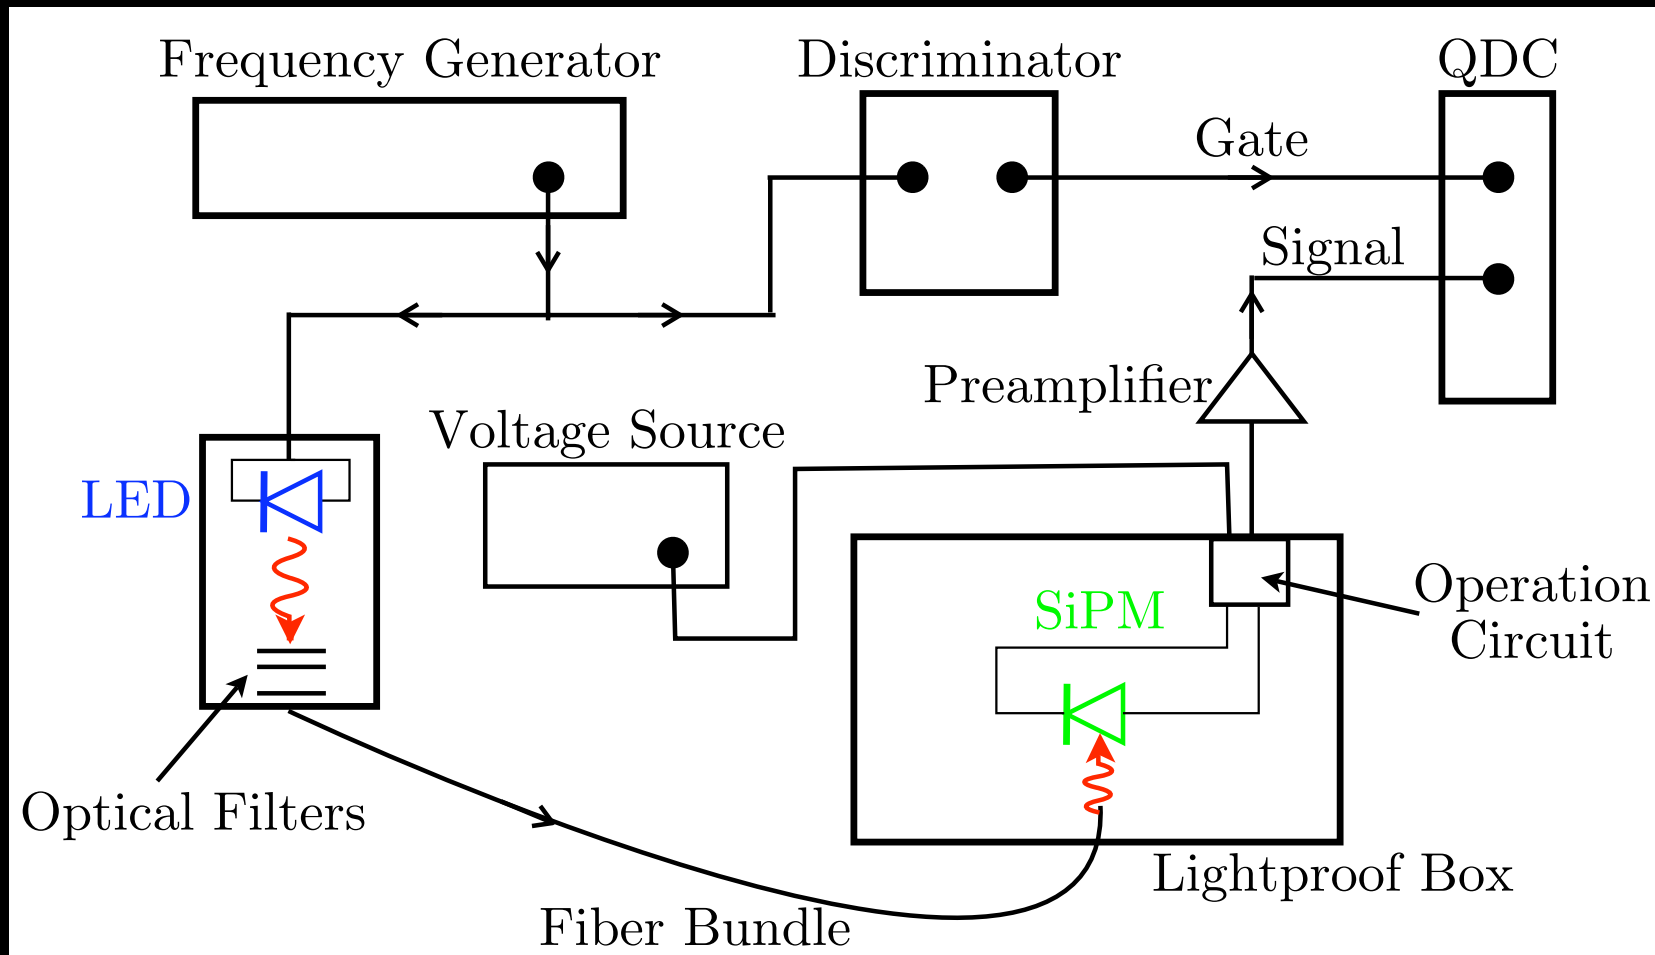 Frequency Generator
Discriminator
QDC
Gate
Signal
Preamplifier
Voltage Source
LED
SiPM
Operation
Circuit
Optical Filters
Lightproof Box
Fiber Bundle